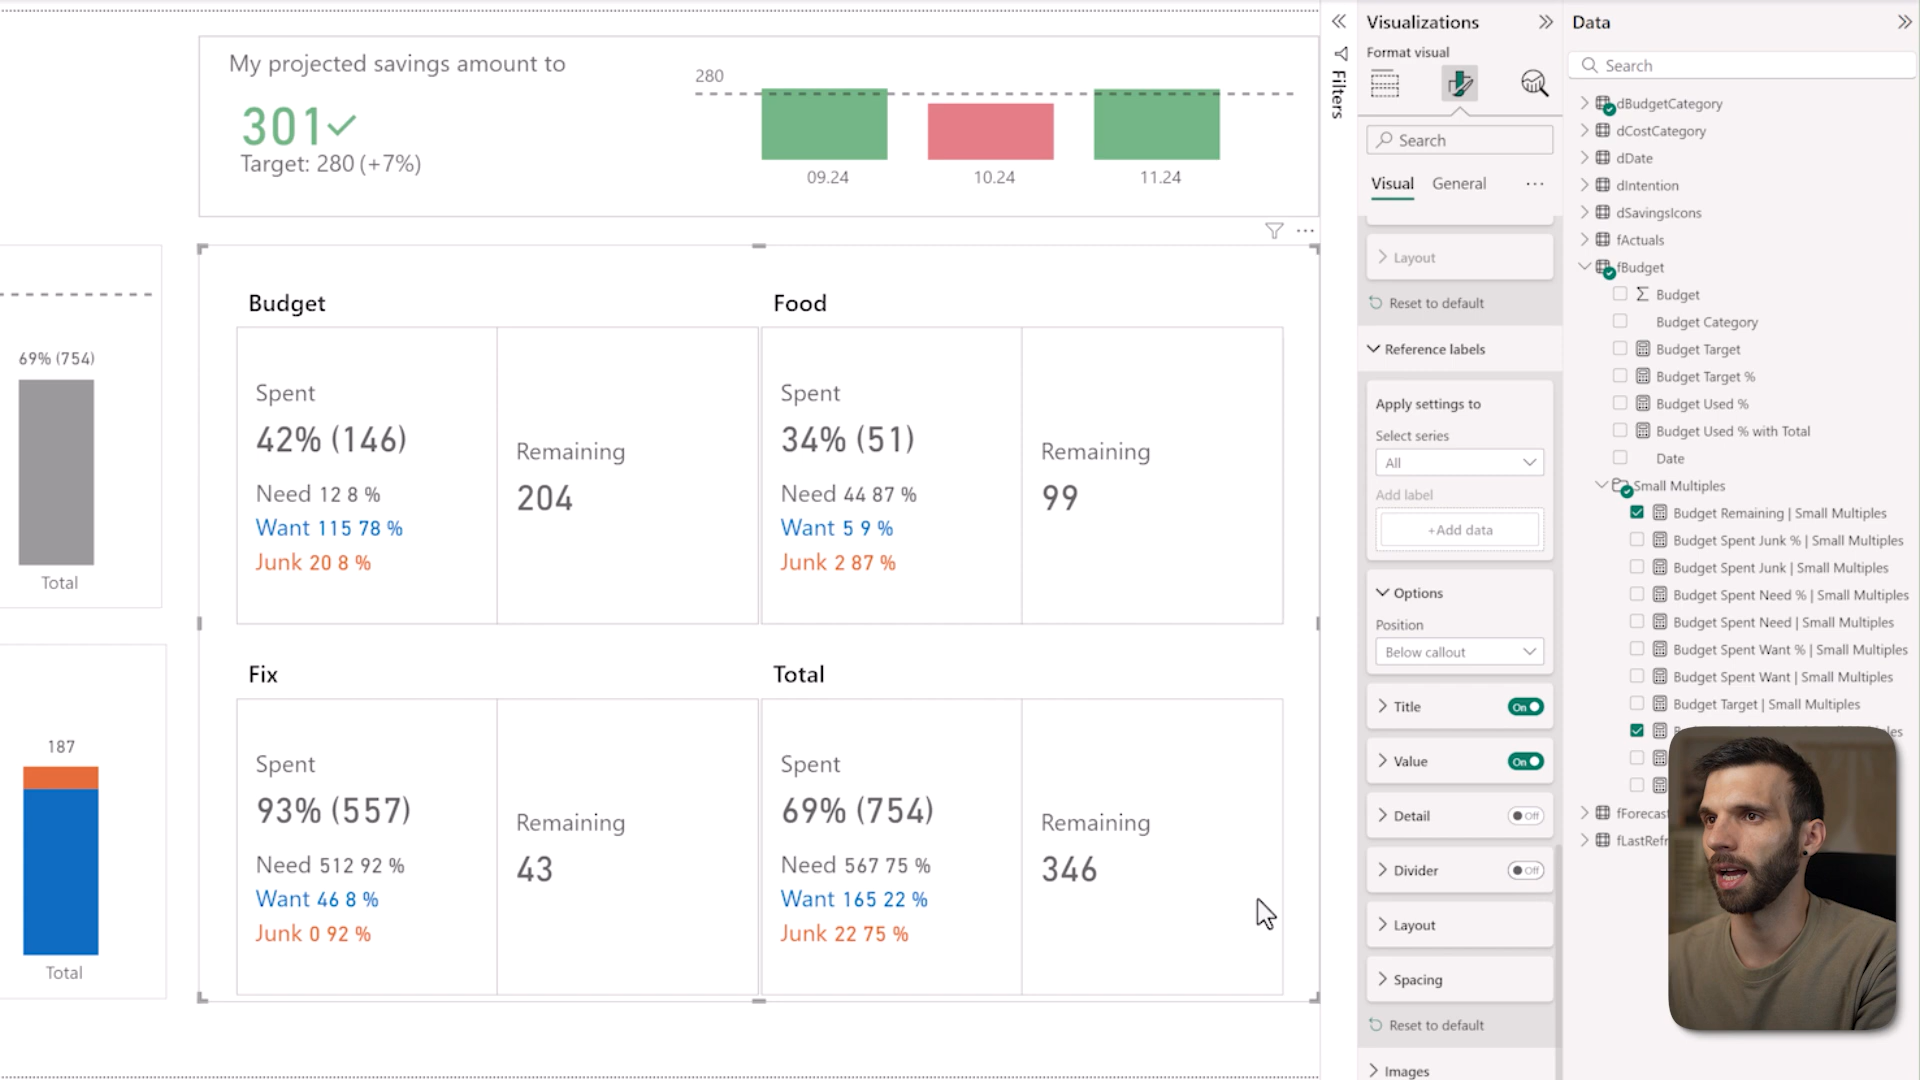 My projected savings amount to
301✓
Target: 280 (+7%)
280
09.24
10.24
11.24
69% (754)
Total
187
Total
Budget
Spent
42% (146)
Need 12 8 %
Want 115 78 %
Junk 20 8 %
Remaining
204
Food
Spent
34% (51)
Need 44 87 %
Want 5 9 %
Junk 2 87 %
Remaining
99
Fix
Spent
93% (557)
Need 512 92 %
Want 46 8 %
Junk 0 92 %
Remaining
43
Total
Spent
69% (754)
Need 567 75 %
Want 165 22 %
Junk 22 75 %
Remaining
346
Filters
Visualizations
Format visual
Search
Visual
General
Layout
Reset to default
Reference labels
Apply settings to
Select series
All
Add label
+Add data
Options
Position
Below callout
Title
On
Value
On
Detail
Off
Divider
Off
Layout
Spacing
Reset to default
Images
Data
Search
dBudgetCategory
dCostCategory
dDate
dIntention
dSavingsIcons
fActuals
fBudget
Budget
Budget Category
Budget Target
Budget Target %
Budget Used %
Budget Used % with Total
Date
Small Multiples
Budget Remaining | Small Multiples
Budget Spent Junk % | Small Multiples
Budget Spent Junk | Small Multiples
Budget Spent Need % | Small Multiples
Budget Spent Need | Small Multiples
Budget Spent Want % | Small Multiples
Budget Spent Want | Small Multiples
Budget Target | Small Multiples
fForecas
fLastRefr